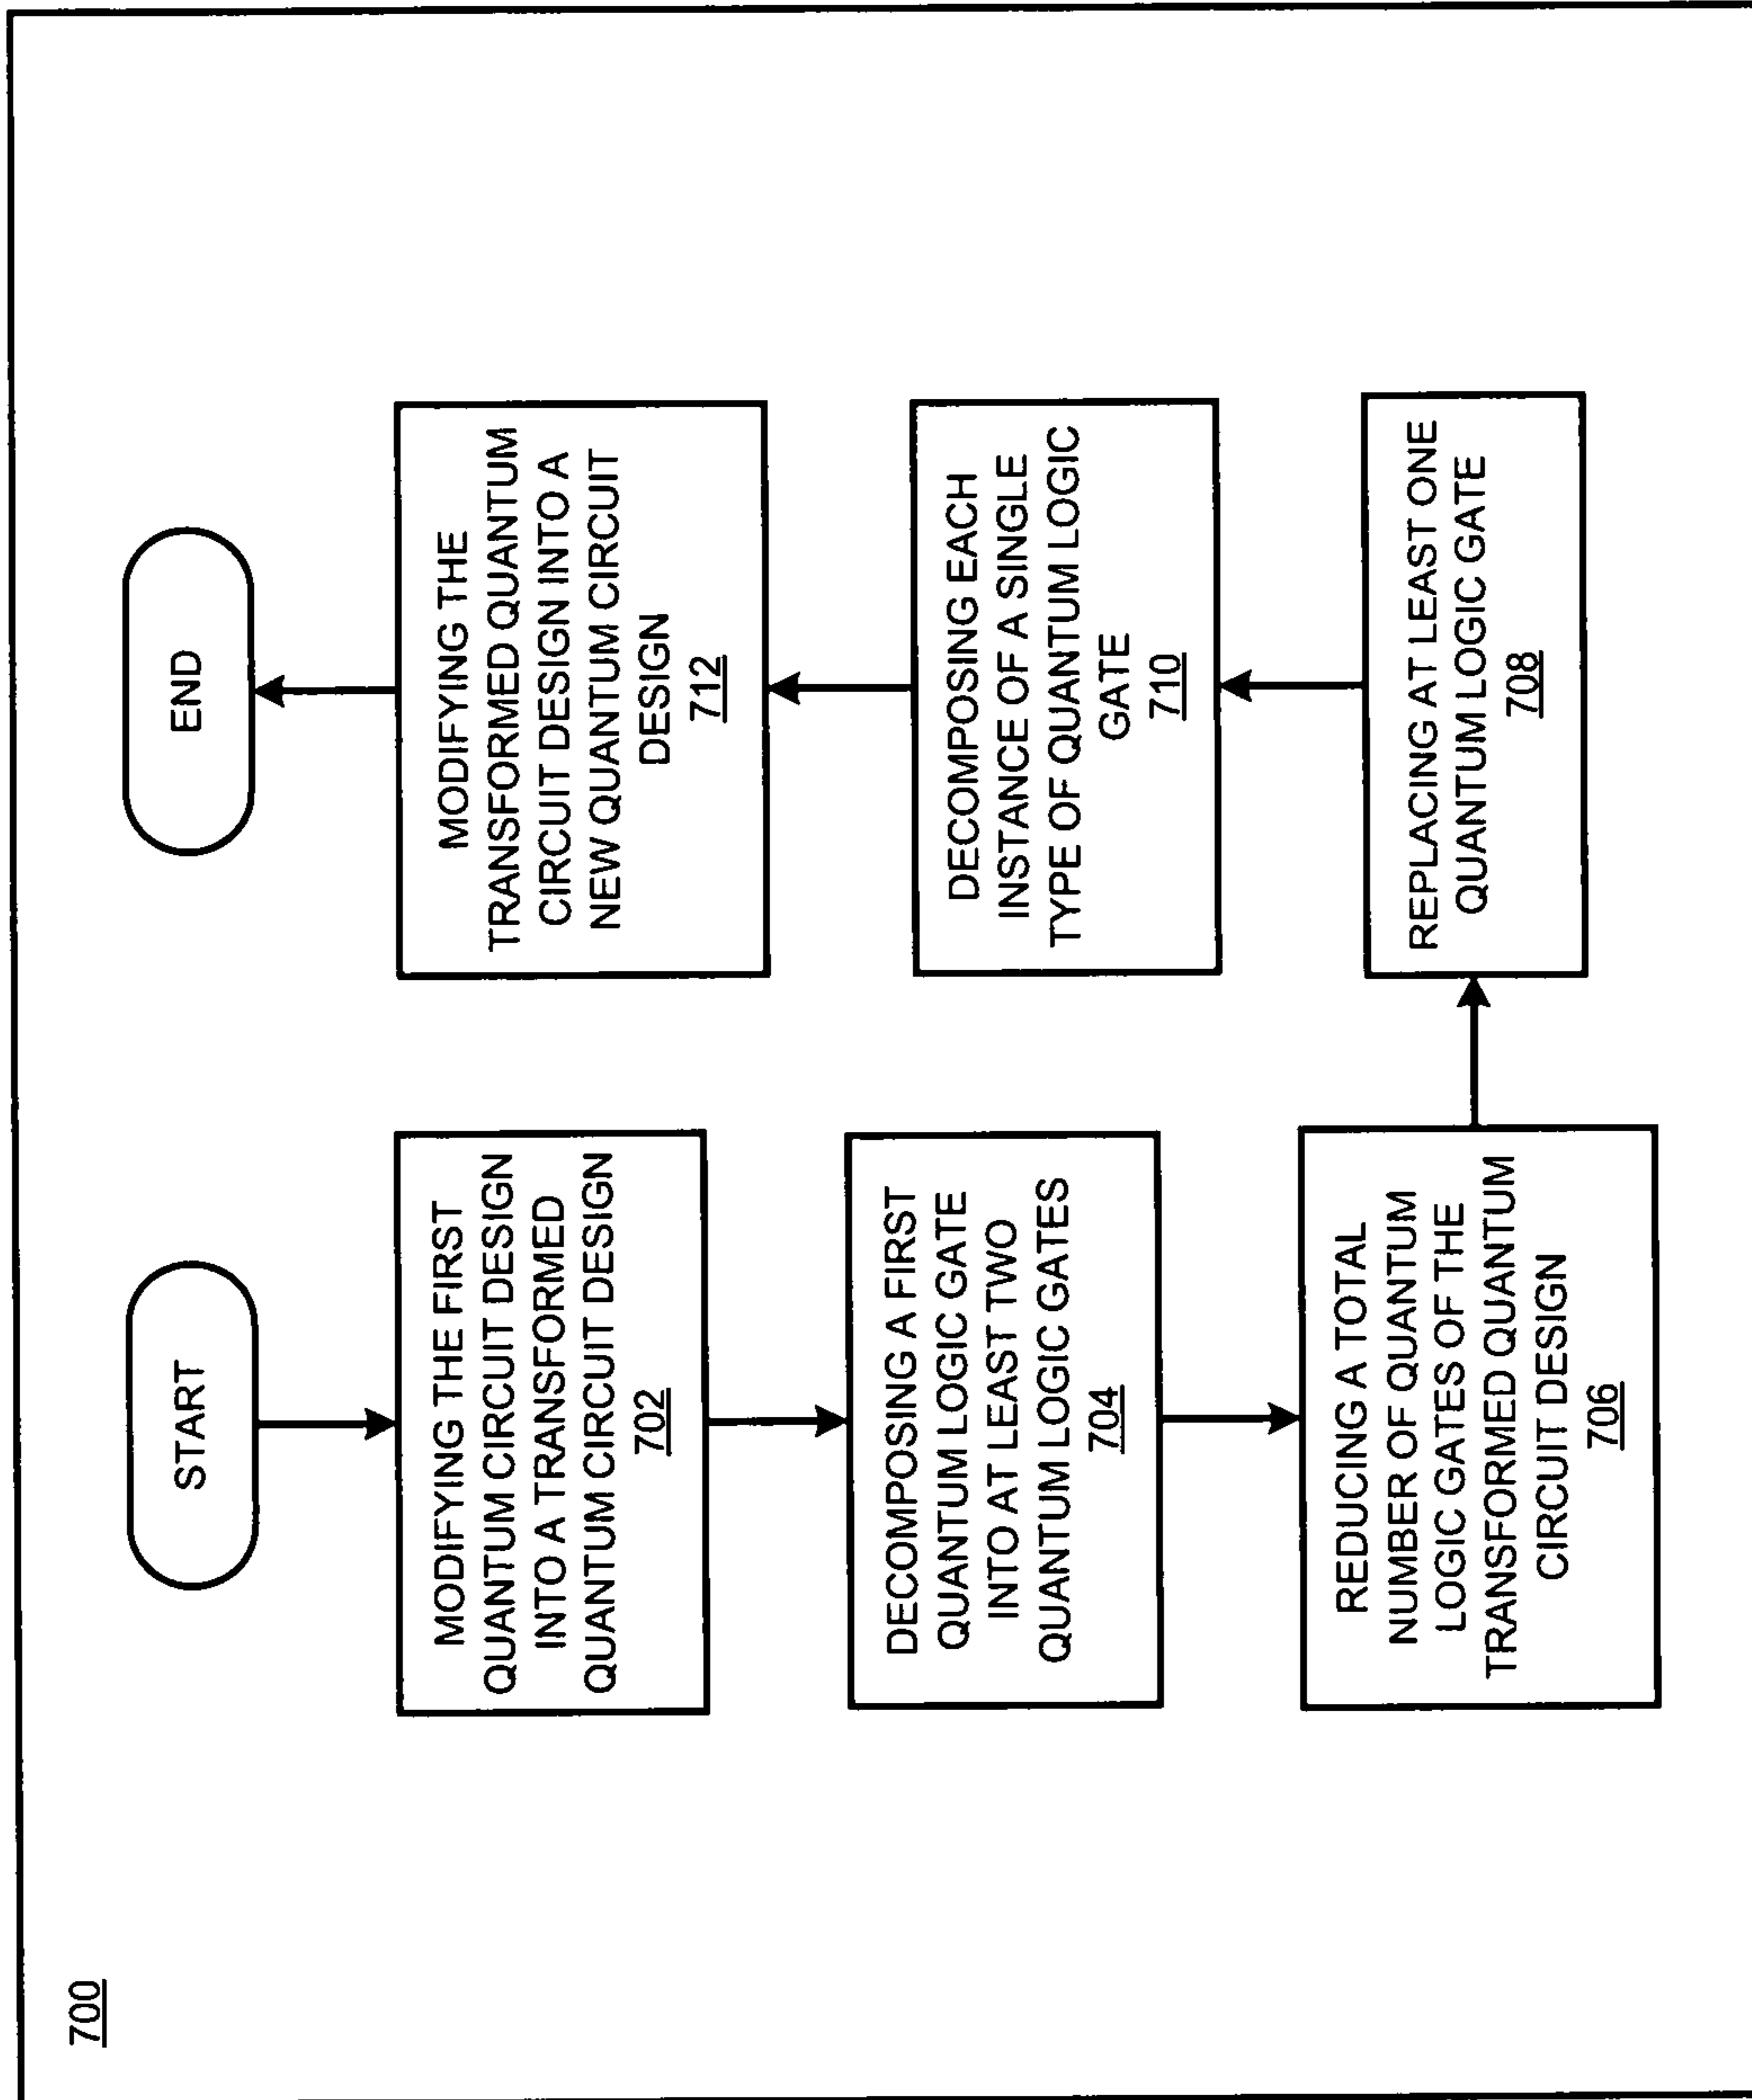 700
START
MODIFYING THE FIRST
QUANTUM CIRCUIT DESIGN
INTO A TRANSFORMED
QUANTUM CIRCUIT DESIGN
702
DECOMPOSING A FIRST
QUANTUM LOGIC GATE
INTO AT LEAST TWO
QUANTUM LOGIC GATES
704
REDUCING A TOTAL
NUMBER OF QUANTUM
LOGIC GATES OF THE
TRANSFORMED QUANTUM
CIRCUIT DESIGN
706
REPLACING AT LEAST ONE
QUANTUM LOGIC GATE
708
DECOMPOSING EACH
INSTANCE OF A SINGLE
TYPE OF QUANTUM LOGIC
GATE
710
MODIFYING THE
TRANSFORMED QUANTUM
CIRCUIT DESIGN INTO A
NEW QUANTUM CIRCUIT
DESIGN
712
END